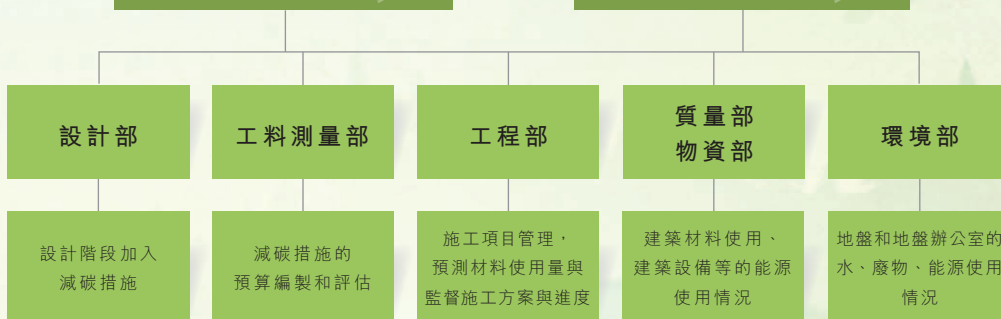 設計部
工料測量部
工程部
質量部
物資部
環境部
設計階段加入
減碳措施
減碳措施的
預算編製和評估
施工項目管理，
預測材料使用量與
監督施工方案與進度
建築材料使用、
建築設備等的能源
使用情況
地盤和地盤辦公室的
水、廢物、能源使用
情況